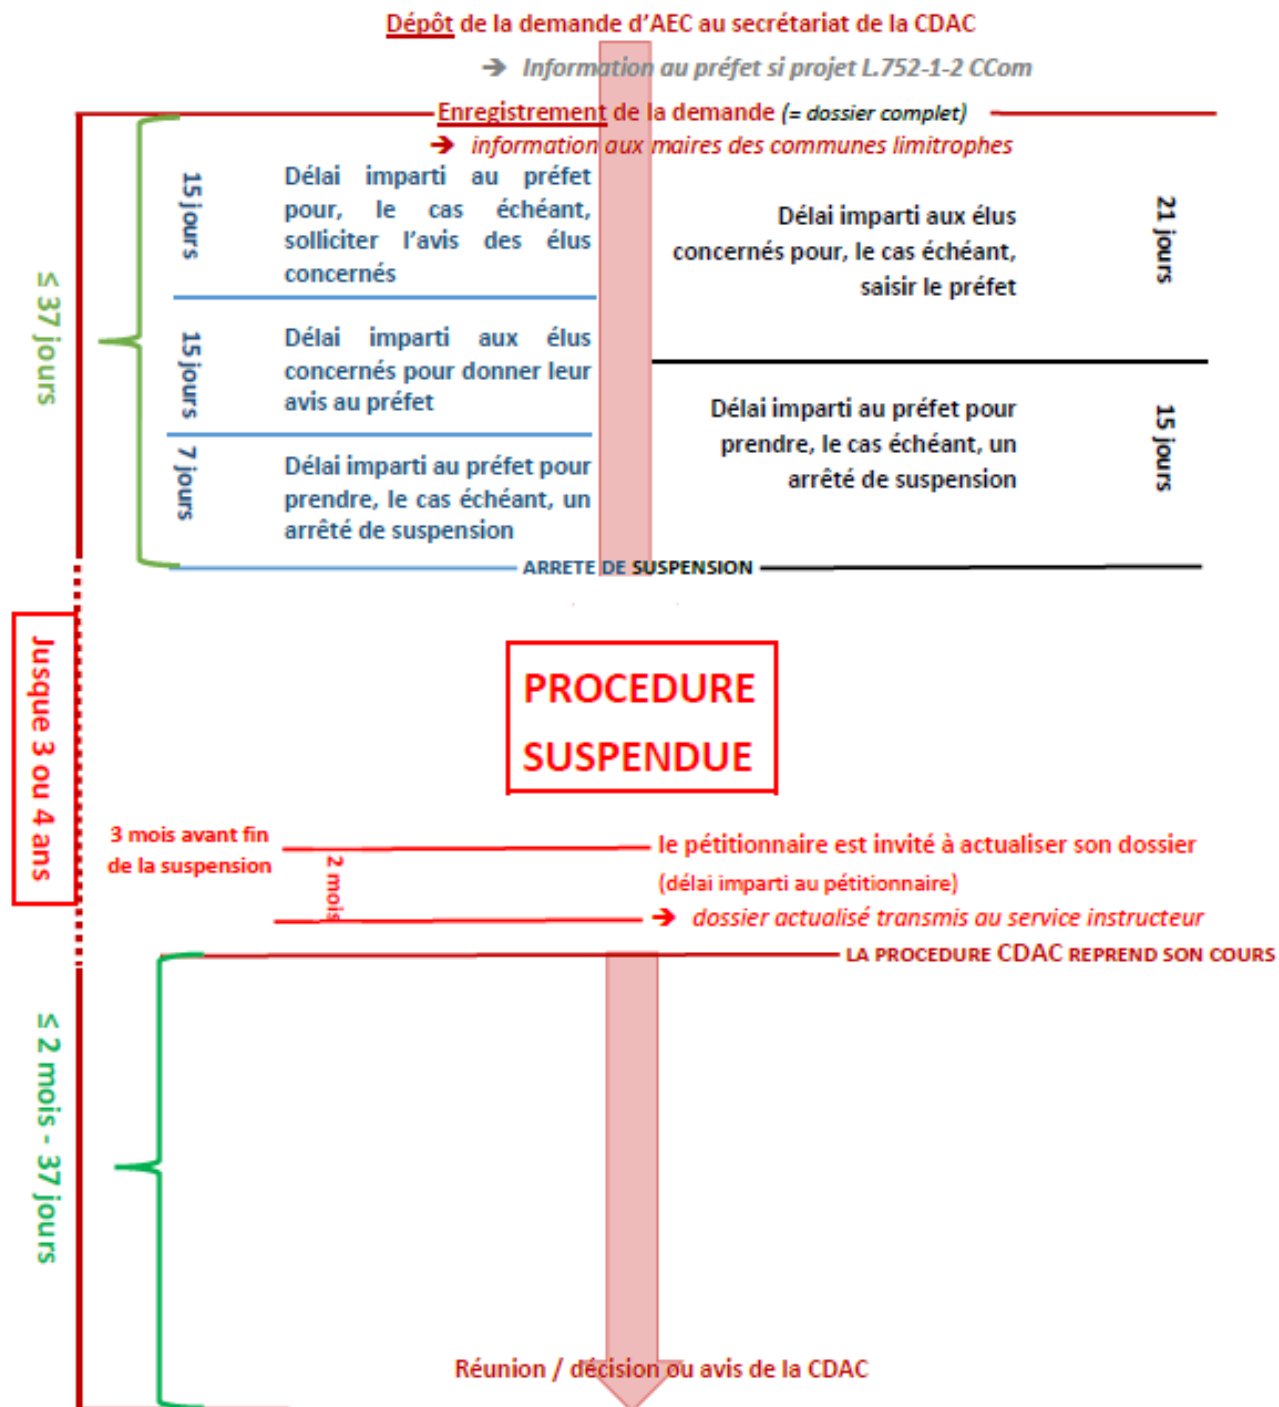 Dépôt de la demande d’AEC au secrétariat de la CDAC
➔ Information au préfet si projet L.752-1-2 CCom
Enregistrement de la demande (= dossier complet)
➔ information aux maires des communes limitrophes
≤ 37 jours
15 jours
Délai imparti au préfet
pour, le cas échéant,
solliciter l’avis des élus
concernés
15 jours
Délai imparti aux élus
concernés pour donner leur
avis au préfet
7 jours
Délai imparti au préfet pour
prendre, le cas échéant, un
arrêté de suspension
Délai imparti aux élus
concernés pour, le cas échéant,
saisir le préfet
21 jours
Délai imparti au préfet pour
prendre, le cas échéant, un
arrêté de suspension
15 jours
ARRETE DE SUSPENSION
Jusque 3 ou 4 ans
PROCEDURE
SUSPENDUE
3 mois avant fin
de la suspension
2 mois
le pétitionnaire est invité à actualiser son dossier
(délai imparti au pétitionnaire)
➔ dossier actualisé transmis au service instructeur
LA PROCEDURE CDAC REPREND SON COURS
≤ 2 mois - 37 jours
Réunion / décision ou avis de la CDAC